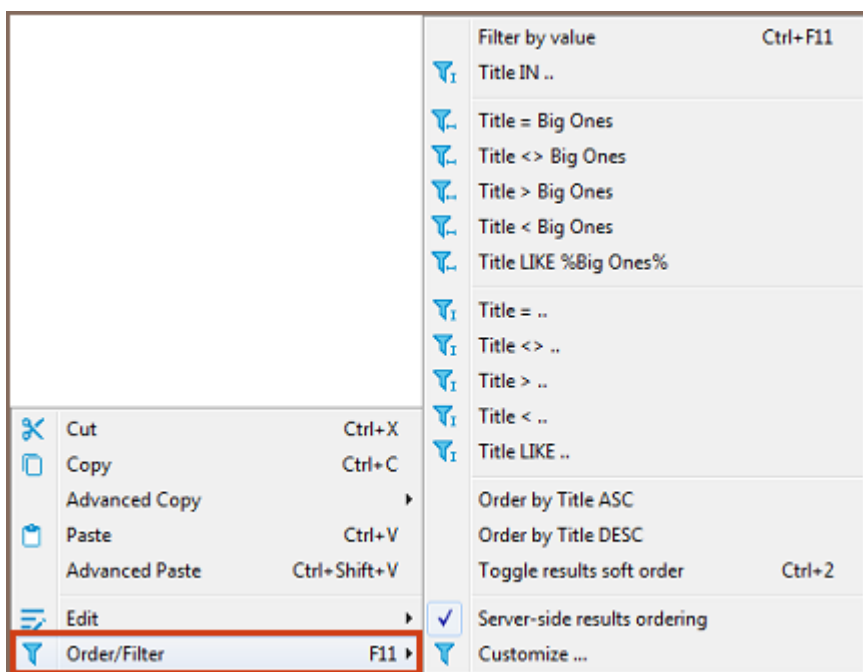 Filter by value Ctrl+F11
Title IN ..
Title = Big Ones
Title <> Big Ones
Title > Big Ones
Title < Big Ones
Title LIKE %Big Ones%
Title = ..
Title <> ..
Title > ..
Title < ..
Title LIKE ..
Order by Title ASC
Order by Title DESC
Toggle results soft order Ctrl+2
Server-side results ordering
Customize ...
Cut Ctrl+X
Copy Ctrl+C
Advanced Copy
Paste Ctrl+V
Advanced Paste Ctrl+Shift+V
Edit
Order/Filter F11